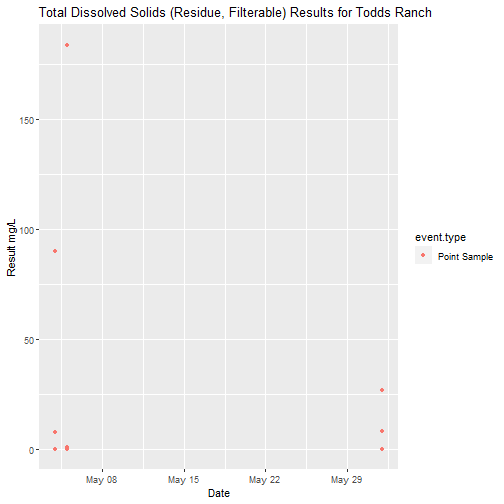 Total Dissolved Solids (Residue, Filterable) Results for Todds Ranch
150
100
50
0
Result mg/L
May 08 May 15 May 22 May 29
Date
event.type
Point Sample